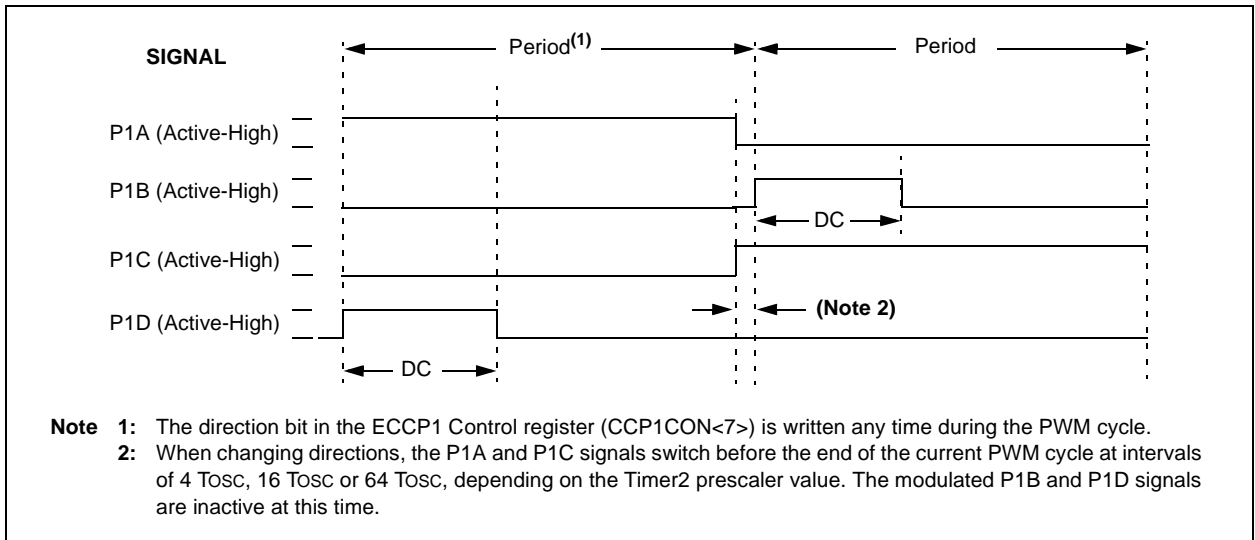 SIGNAL
Period(1)
Period
P1A (Active-High)
P1B (Active-High)
DC
P1C (Active-High)
P1D (Active-High)
(Note 2)
DC
Note 1: The direction bit in the ECCP1 Control register (CCP1CON<7>) is written any time during the PWM cycle.
2: When changing directions, the P1A and P1C signals switch before the end of the current PWM cycle at intervals
of 4 TOSC, 16 TOSC or 64 TOSC, depending on the Timer2 prescaler value. The modulated P1B and P1D signals
are inactive at this time.